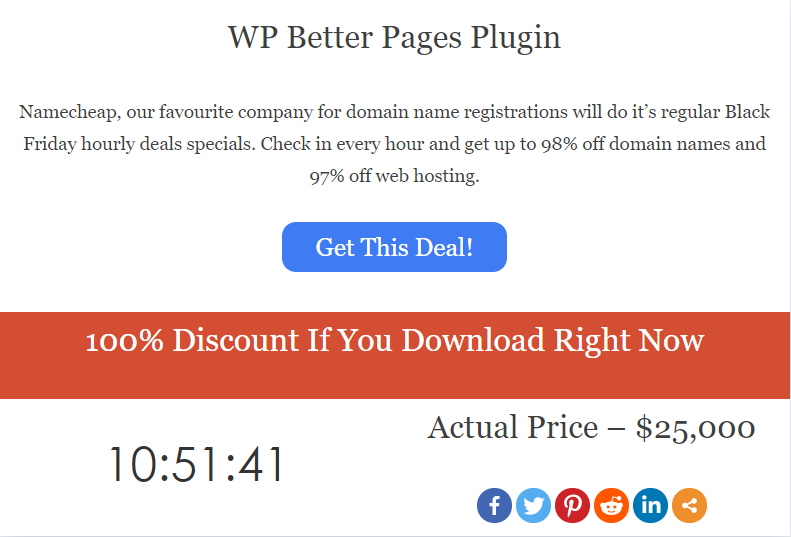 WP Better Pages Plugin
Namecheap, our favourite company for domain name registrations will do it’s regular Black
Friday hourly deals specials. Check in every hour and get up to 98% off domain names and
97% off web hosting.
Get This Deal!
100% Discount If You Download Right Now
Actual Price – $25,000
10:51:41